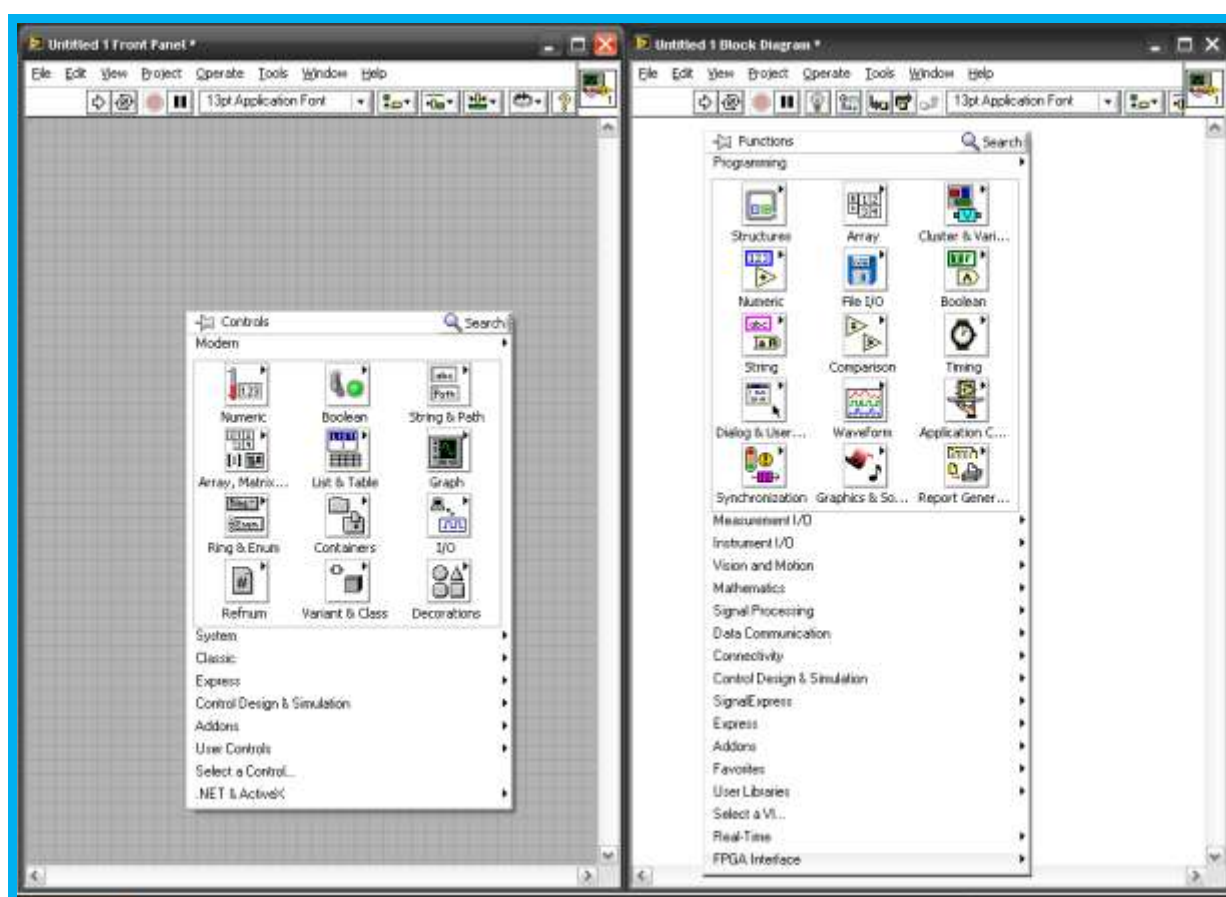 Untitled 1 Front Panel *
File Edit View Project Operate Tools Window Help
13pt Application Font
1
Controls Search
Modern
Numeric Boolean String & Path
Array, Matrix... List & Table Graph
Ring & Enum Containers I/O
Refnum Variant & Class Decorations
System
Classic
Express
Control Design & Simulation
Addons
User Controls
Select a Control...
.NET & ActiveX
Untitled 1 Block Diagram *
File Edit View Project Operate Tools Window Help
13pt Application Font
1
Functions Search
Programming
Structures Array Cluster & Vari...
Numeric File I/O Boolean
String Comparison Timing
Dialog & User... Waveform Application C...
Synchronization Graphics & So... Report Gener...
Measurement I/O
Instrument I/O
Vision and Motion
Mathematics
Signal Processing
Data Communication
Connectivity
Control Design & Simulation
SignalExpress
Express
Addons
Favorites
User Libraries
Select a VI...
Real-Time
FPGA Interface